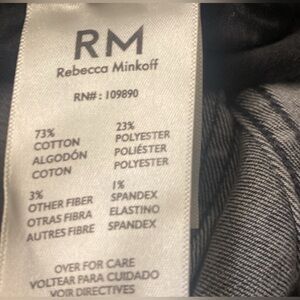 RM
Rebecca Minkoff
RN#: 109890
73% 23%
COTTON POLYESTER
ALGODÓN POLIÉSTER
COTON POLYESTER
3% 1%
OTHER FIBER SPANDEX
OTRAS FIBRA ELASTINO
AUTRES FIBRE SPANDEX
OVER FOR CARE
VOLTEAR PARA CUIDADO
VOIR DIRECTIVES